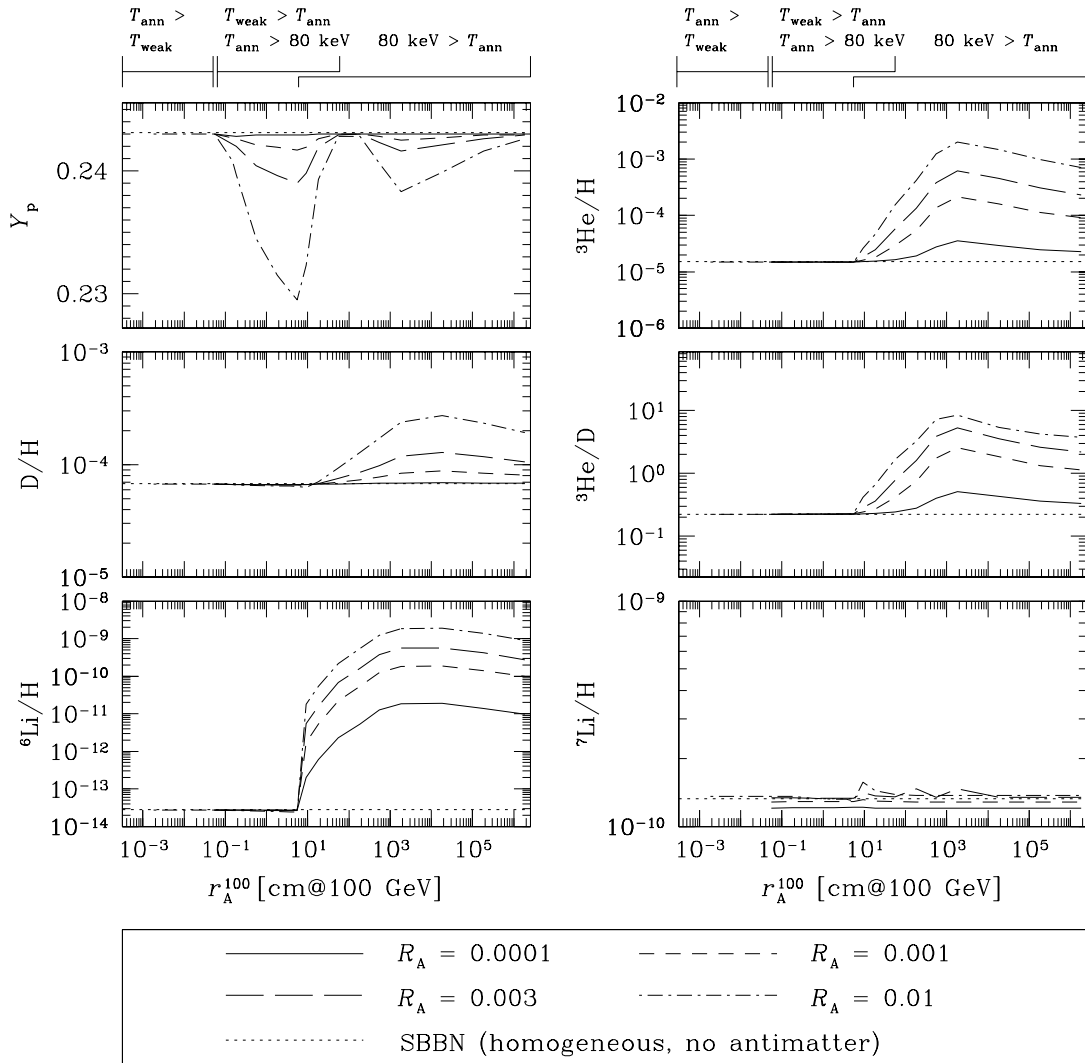 T_ann > T_weak > T_ann
T_weak T_ann > 80 keV 80 keV > T_ann
T_ann > T_weak > T_ann
T_weak T_ann > 80 keV 80 keV > T_ann
0.24
0.23
Y_p
10^−2
10^−3
10^−4
10^−5
10^−6
³He/H
10^−3
10^−4
10^−5
D/H
10^1
10^0
10^−1
³He/D
10^−8
10^−9
10^−10
10^−11
10^−12
10^−13
10^−14
⁶Li/H
10^−9
10^−10
⁷Li/H
10^−3 10^−1 10^1 10^3 10^5
r_A^100 [cm@100 GeV]
10^−3 10^−1 10^1 10^3 10^5
r_A^100 [cm@100 GeV]
R_A = 0.0001 R_A = 0.001
R_A = 0.003 R_A = 0.01
SBBN (homogeneous, no antimatter)